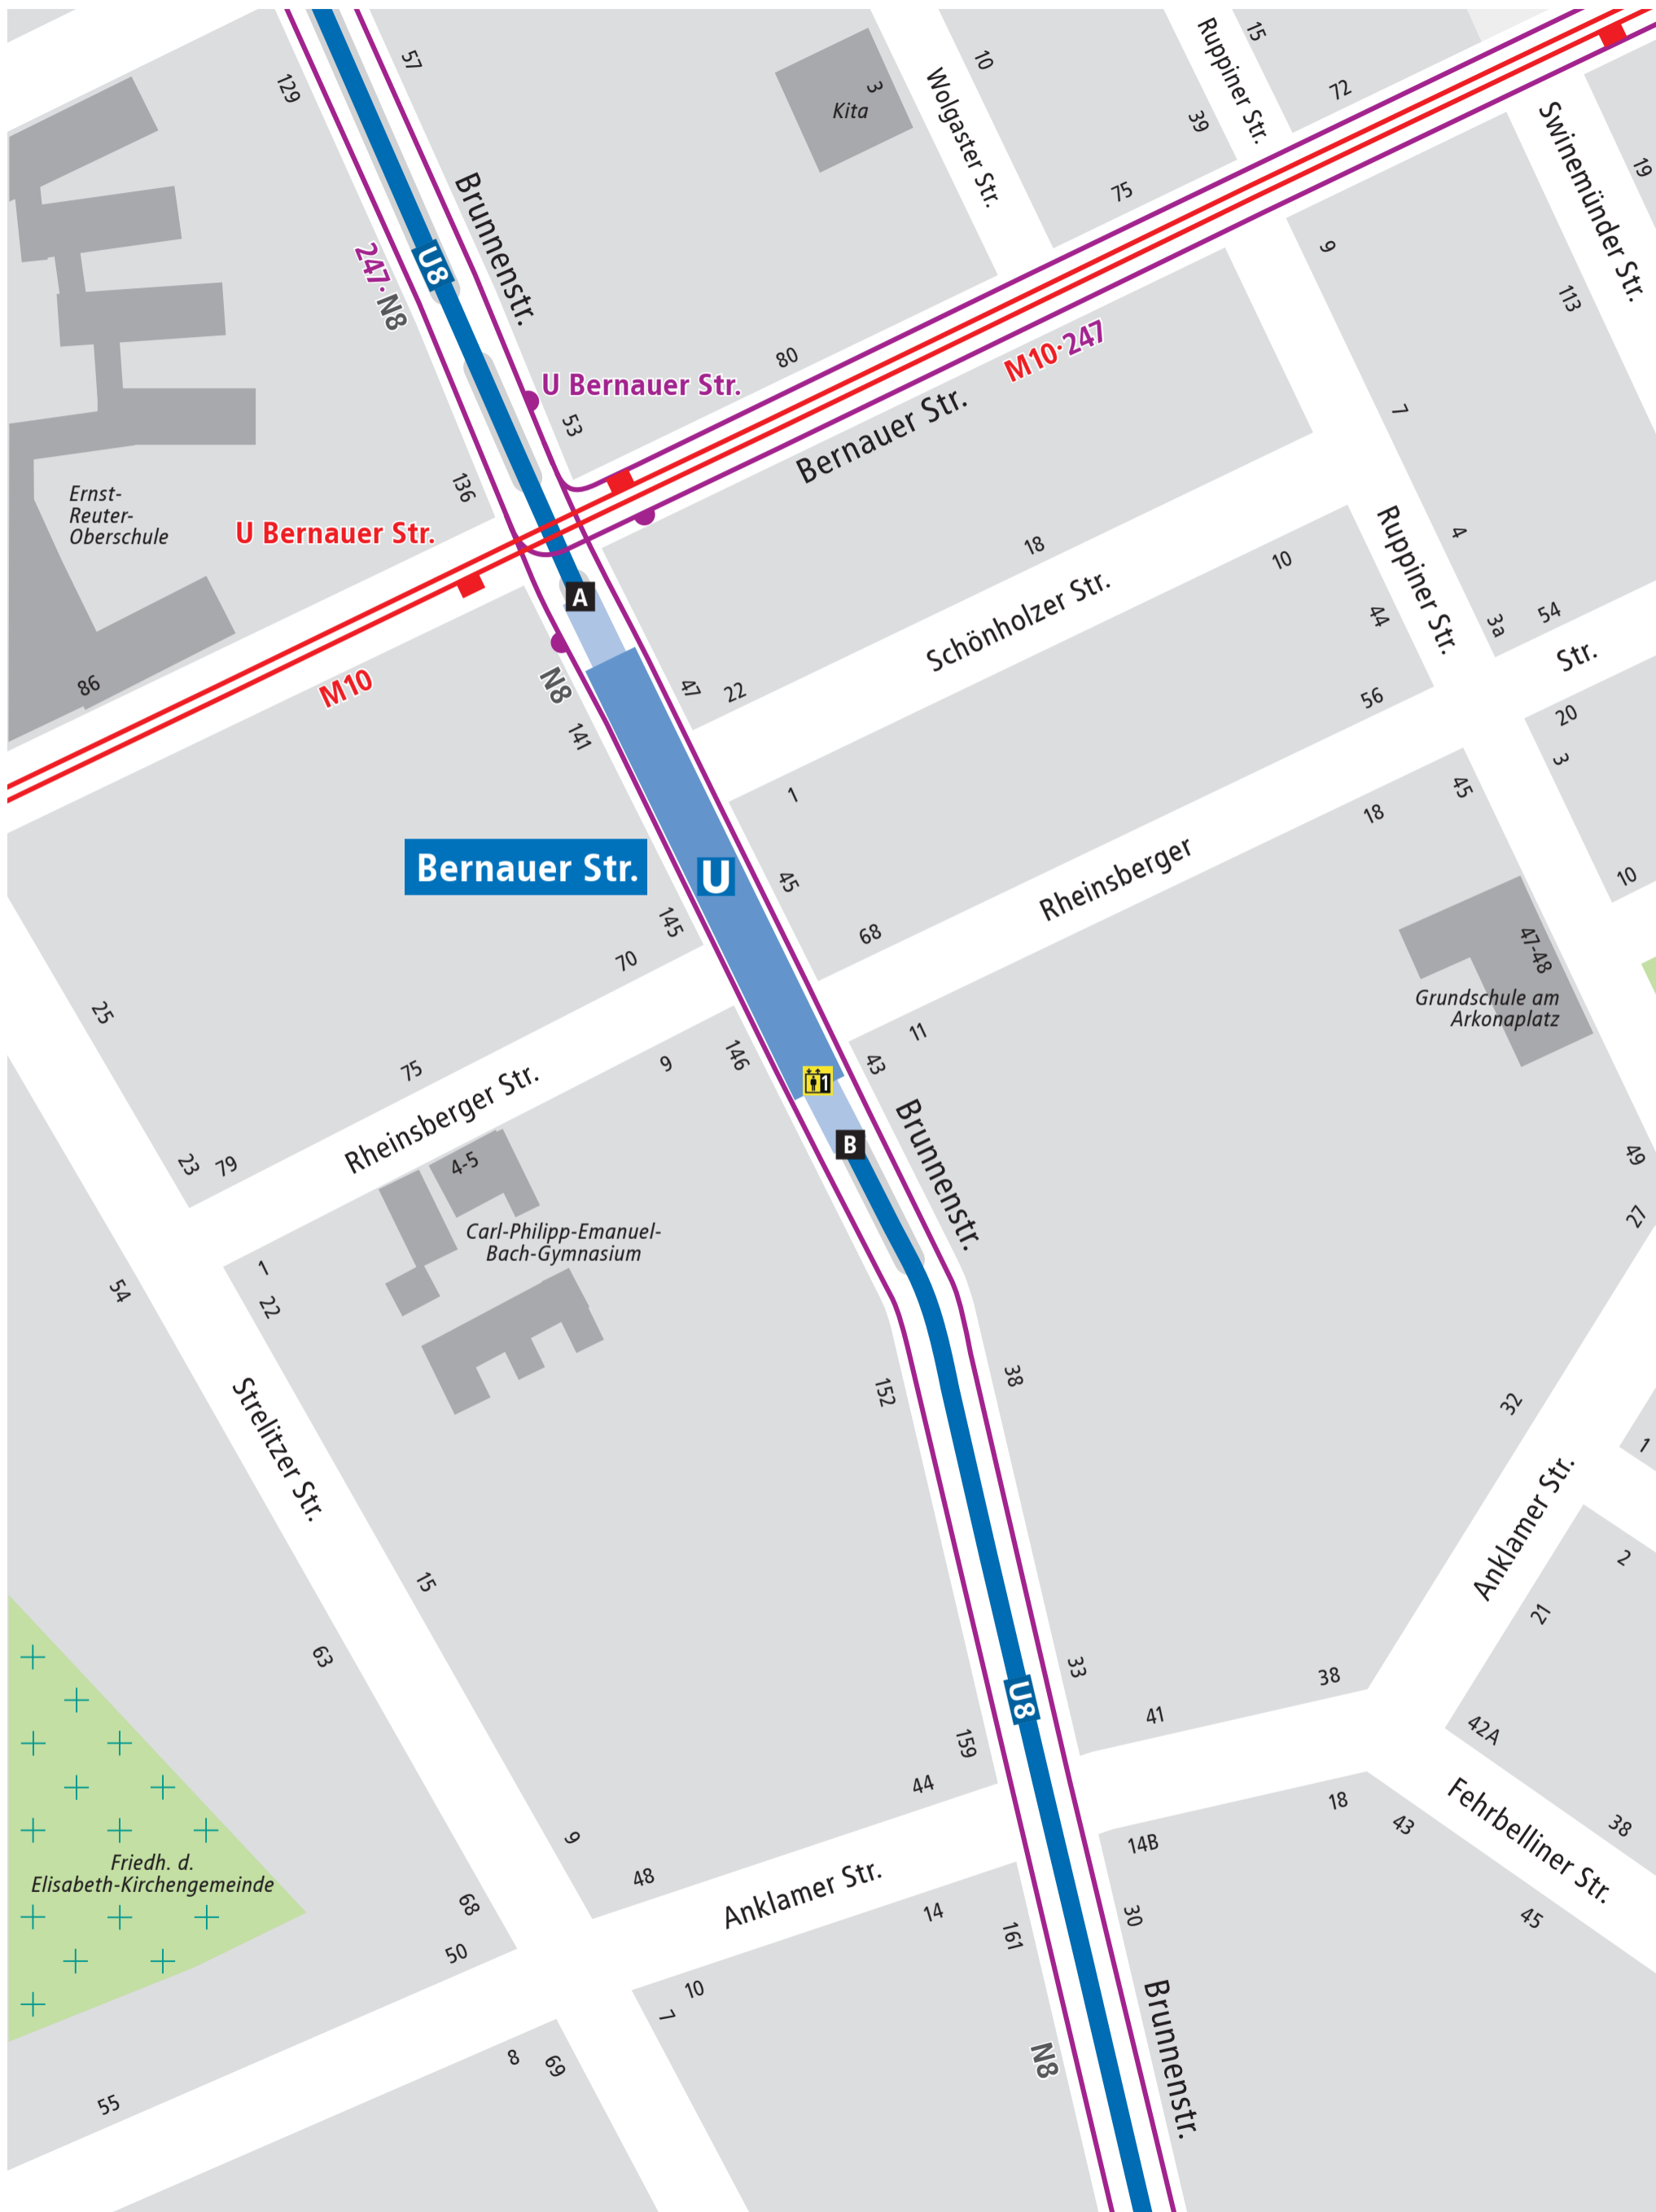 57
129
3
Kita
10
Wolgaster Str.
Ruppiner Str.
15
72
39
75
Swinemünder Str.
19
9
113
Brunnenstr.
U8
247·N8
80
M10·247
U Bernauer Str.
53
Bernauer Str.
7
136
Ernst-
Reuter-
Oberschule
U Bernauer Str.
A
18
10
Schönholzer Str.
Ruppiner Str.
4
44
3a
54
Str.
86
M10
N8
47
22
141
56
20
3
1
18
45
Bernauer Str.
U
45
145
Rheinsberger
10
68
70
47-48
Grundschule am
Arkonaplatz
25
11
75
9
146
43
1
Rheinsberger Str.
B
Brunnenstr.
23
79
4-5
49
27
Carl-Philipp-Emanuel-
Bach-Gymnasium
54
1
22
152
38
32
1
Strelitzer Str.
Anklamer Str.
2
15
21
63
33
38
U8
41
42A
159
44
18
43
Fehrbelliner Str.
38
9
14B
Friedh. d.
Elisabeth-Kirchengemeinde
48
Anklamer Str.
68
14
30
45
161
50
10
7
Brunnenstr.
N8
8
69
55